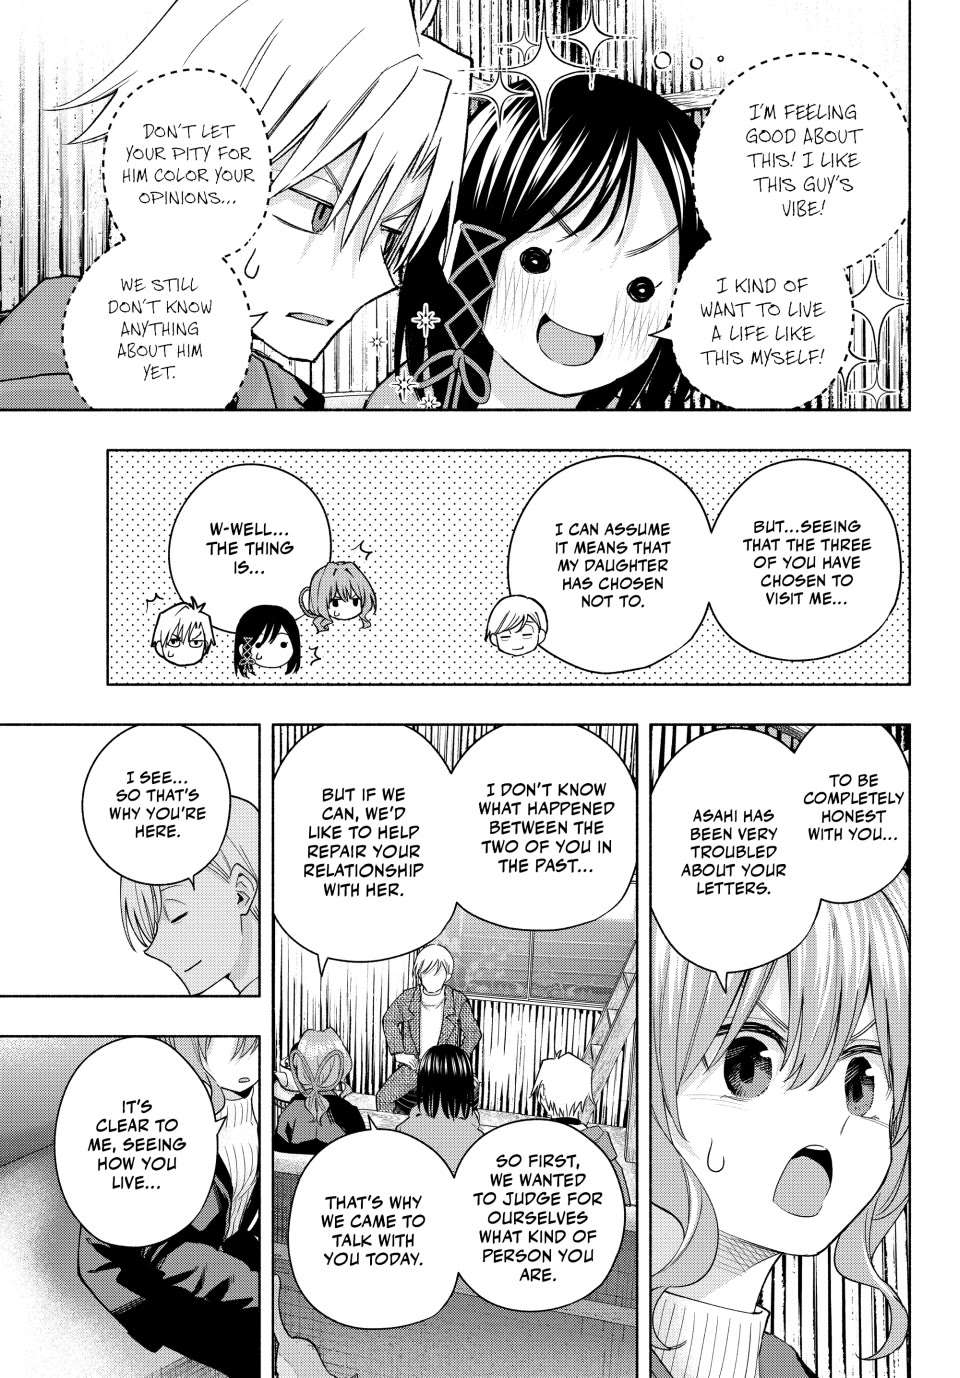 I'M FEELING
GOOD ABOUT
THIS! I LIKE
THIS GUY'S
VIBE!
I KIND OF
WANT TO LIVE
A LIFE LIKE
THIS MYSELF!
DON'T LET
YOUR PITY FOR
HIM COLOR YOUR
OPINIONS...
WE STILL
DON'T KNOW
ANYTHING
ABOUT HIM
YET.
BUT...SEEING
THAT THE THREE
OF YOU HAVE
CHOSEN TO
VISIT ME...
I CAN ASSUME
IT MEANS THAT
MY DAUGHTER
HAS CHOSEN
NOT TO.
W-WELL...
THE THING
IS...
TO BE
COMPLETELY
HONEST
WITH YOU...
ASAHI HAS
BEEN VERY
TROUBLED
ABOUT YOUR
LETTERS.
I DON'T KNOW
WHAT HAPPENED
BETWEEN THE
TWO OF YOU IN
THE PAST...
BUT IF WE
CAN, WE'D
LIKE TO HELP
REPAIR YOUR
RELATIONSHIP
WITH HER.
SO FIRST,
WE WANTED
TO JUDGE FOR
OURSELVES
WHAT KIND OF
PERSON YOU
ARE.
THAT'S WHY
WE CAME TO
TALK WITH
YOU TODAY.
I SEE...
SO THAT'S
WHY YOU'RE
HERE.
IT'S
CLEAR TO
ME, SEEING
HOW YOU
LIVE...